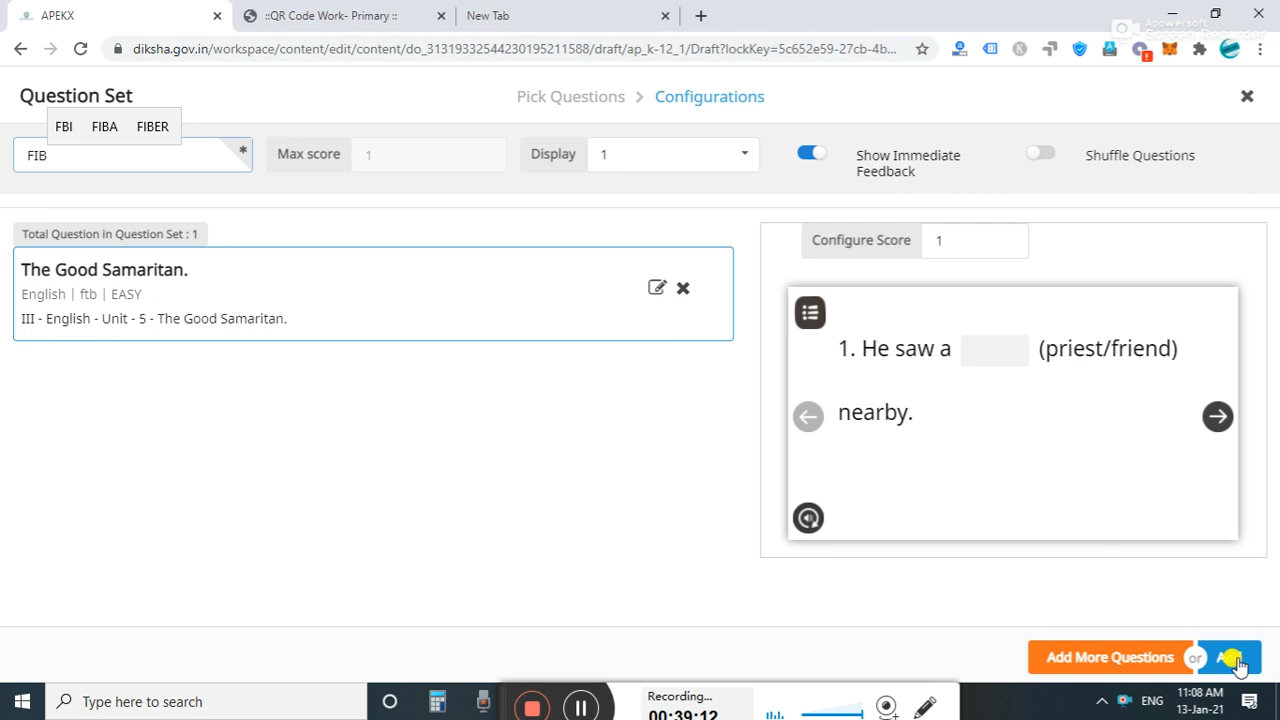 APEKX
::QR Code Work- Primary ::
New Tab
Apowersoft
Screen Recorder
diksha.gov.in/workspace/content/edit/content/do_31319332544230195211588/draft/ap_k-12_1/Draft?lockKey=5c652e59-27cb-4b...
Question Set
Pick Questions > Configurations
FBI FIBA FIBER
FIB *
Max score 1
Display 1
Show Immediate
Feedback
Shuffle Questions
Total Question in Question Set : 1
The Good Samaritan.
English | ftb | EASY
III - English - Unit - 5 - The Good Samaritan.
Configure Score 1
1. He saw a (priest/friend)
nearby.
Add More Questions or
Type here to search
Recording...
00:39:12
ENG
11:08 AM
13-Jan-21